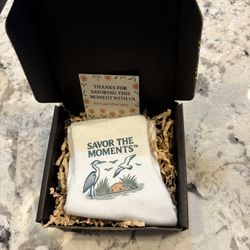 THANKS FOR
SAVORING THIS
MOMENT WITH US.
SAVOR THE
MOMENTS™